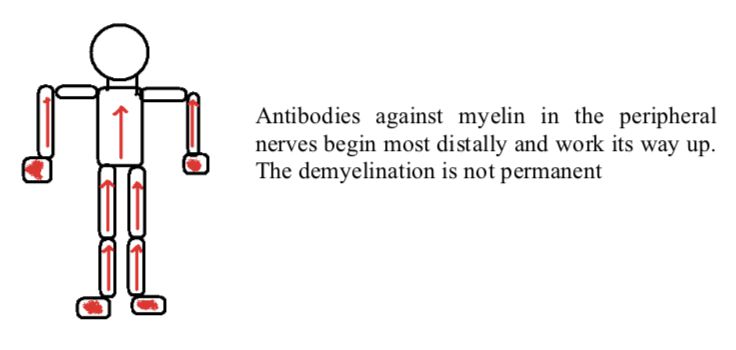 Antibodies against myelin in the peripheral
nerves begin most distally and work its way up.
The demyelination is not permanent